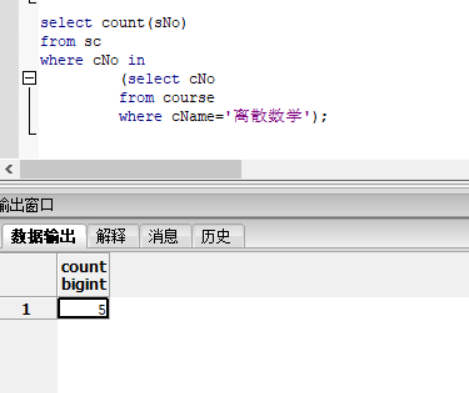 select count(sNo)
from sc
where cNo in
(select cNo
from course
where cName='离散数学');
输出窗口
数据输出 解释 消息 历史
count
bigint
1 5